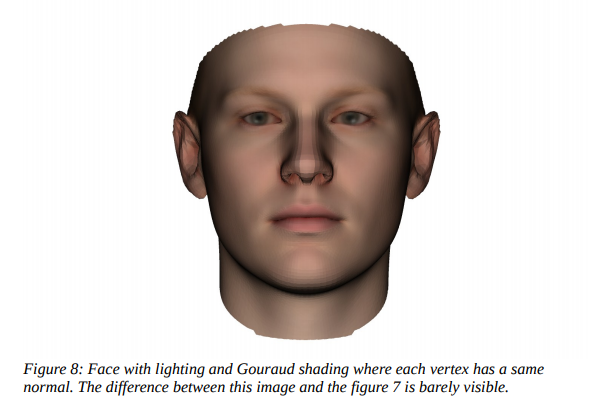 Figure 8: Face with lighting and Gouraud shading where each vertex has a same
normal. The difference between this image and the figure 7 is barely visible.